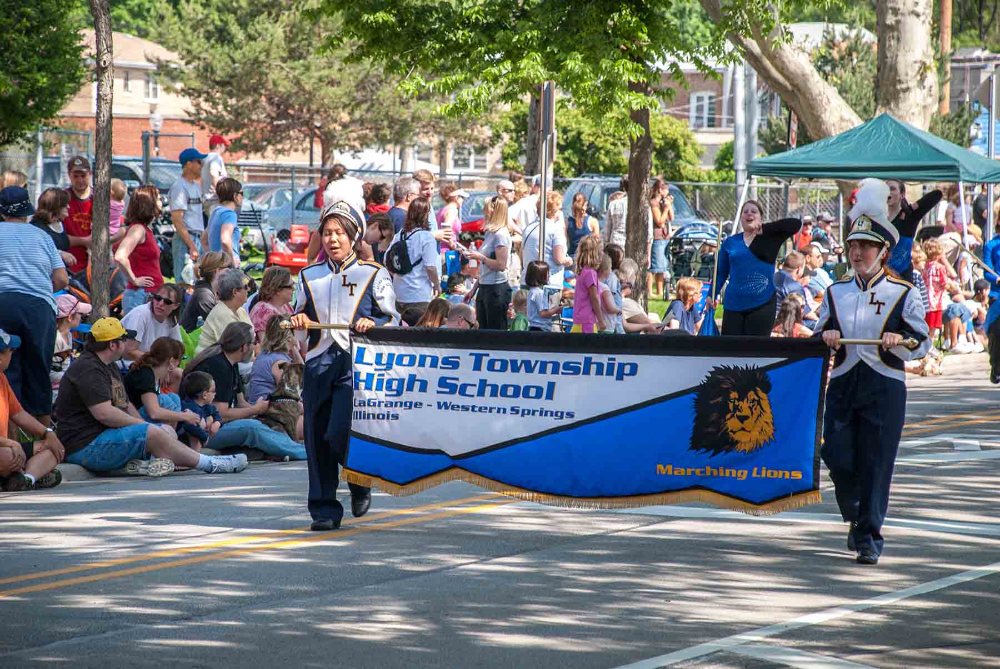 LT
LT
Lyons Township
High School
LaGrange - Western Springs
Illinois
Marching Lions